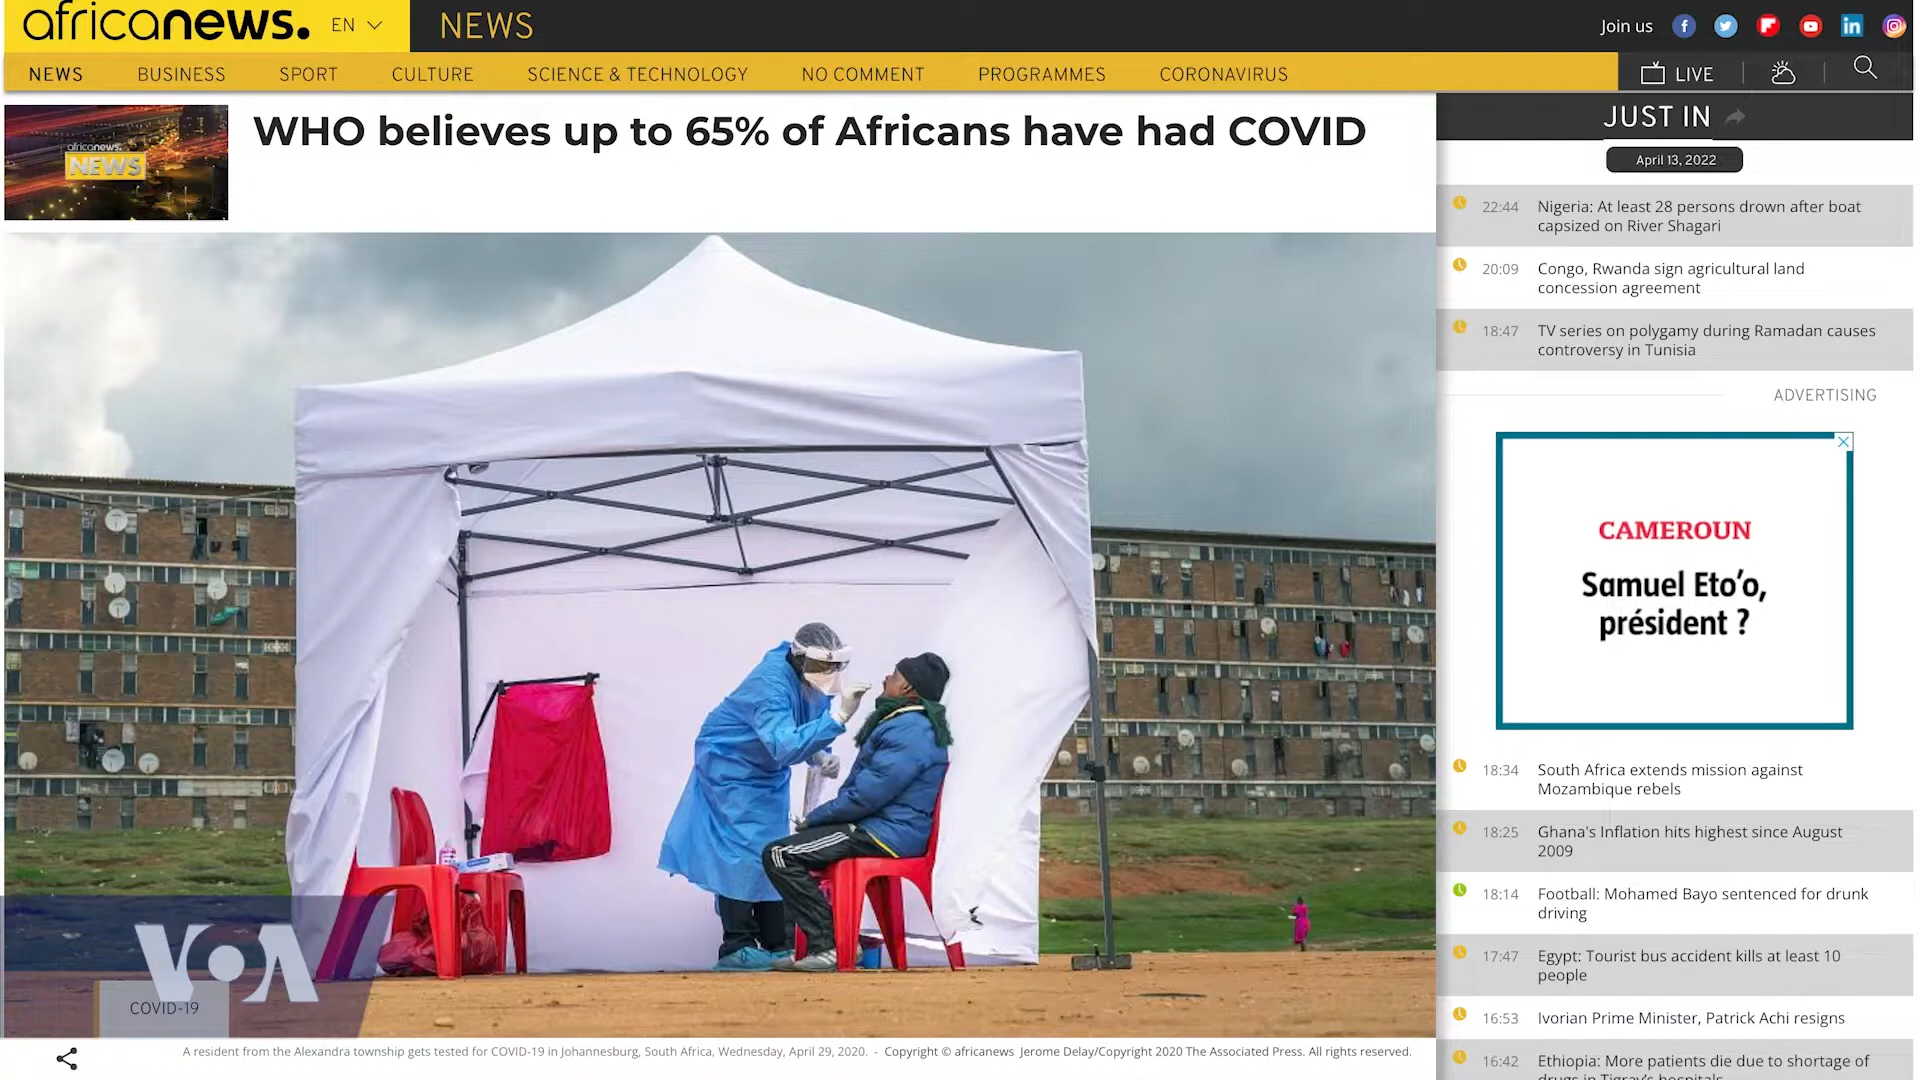 africanews. EN
NEWS
Join us
NEWS BUSINESS SPORT CULTURE SCIENCE & TECHNOLOGY NO COMMENT PROGRAMMES CORONAVIRUS
LIVE
africanews.
NEWS
WHO believes up to 65% of Africans have had COVID
JUST IN
April 13, 2022
22:44 Nigeria: At least 28 persons drown after boat
capsized on River Shagari
20:09 Congo, Rwanda sign agricultural land
concession agreement
18:47 TV series on polygamy during Ramadan causes
controversy in Tunisia
ADVERTISING
CAMEROUN
Samuel Eto'o,
président ?
18:34 South Africa extends mission against
Mozambique rebels
18:25 Ghana's Inflation hits highest since August
2009
18:14 Football: Mohamed Bayo sentenced for drunk
driving
17:47 Egypt: Tourist bus accident kills at least 10
people
16:53 Ivorian Prime Minister, Patrick Achi resigns
16:42 Ethiopia: More patients die due to shortage of
drugs in Tigray's hospitals
VOA
COVID-19
A resident from the Alexandra township gets tested for COVID-19 in Johannesburg, South Africa, Wednesday, April 29, 2020. - Copyright © africanews Jerome Delay/Copyright 2020 The Associated Press. All rights reserved.